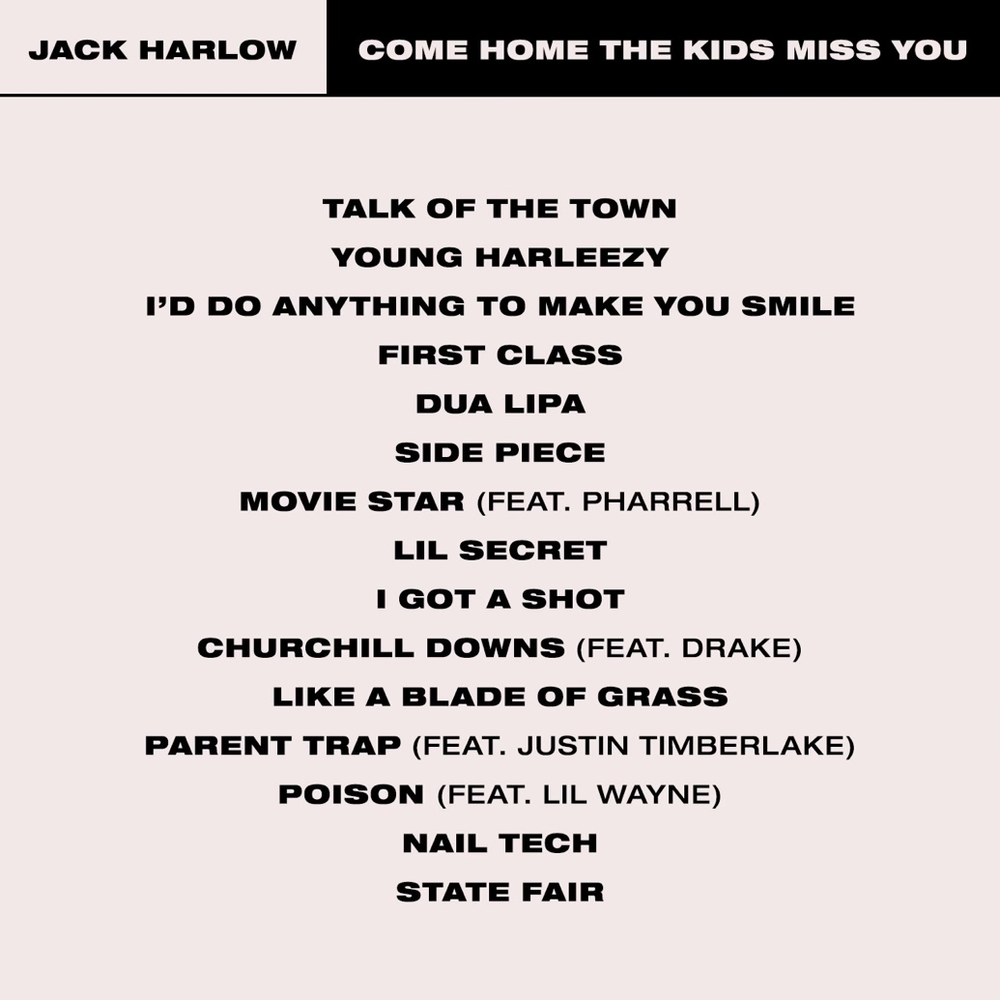 JACK HARLOW
COME HOME THE KIDS MISS YOU
TALK OF THE TOWN
YOUNG HARLEEZY
I’D DO ANYTHING TO MAKE YOU SMILE
FIRST CLASS
DUA LIPA
SIDE PIECE
MOVIE STAR (FEAT. PHARRELL)
LIL SECRET
I GOT A SHOT
CHURCHILL DOWNS (FEAT. DRAKE)
LIKE A BLADE OF GRASS
PARENT TRAP (FEAT. JUSTIN TIMBERLAKE)
POISON (FEAT. LIL WAYNE)
NAIL TECH
STATE FAIR